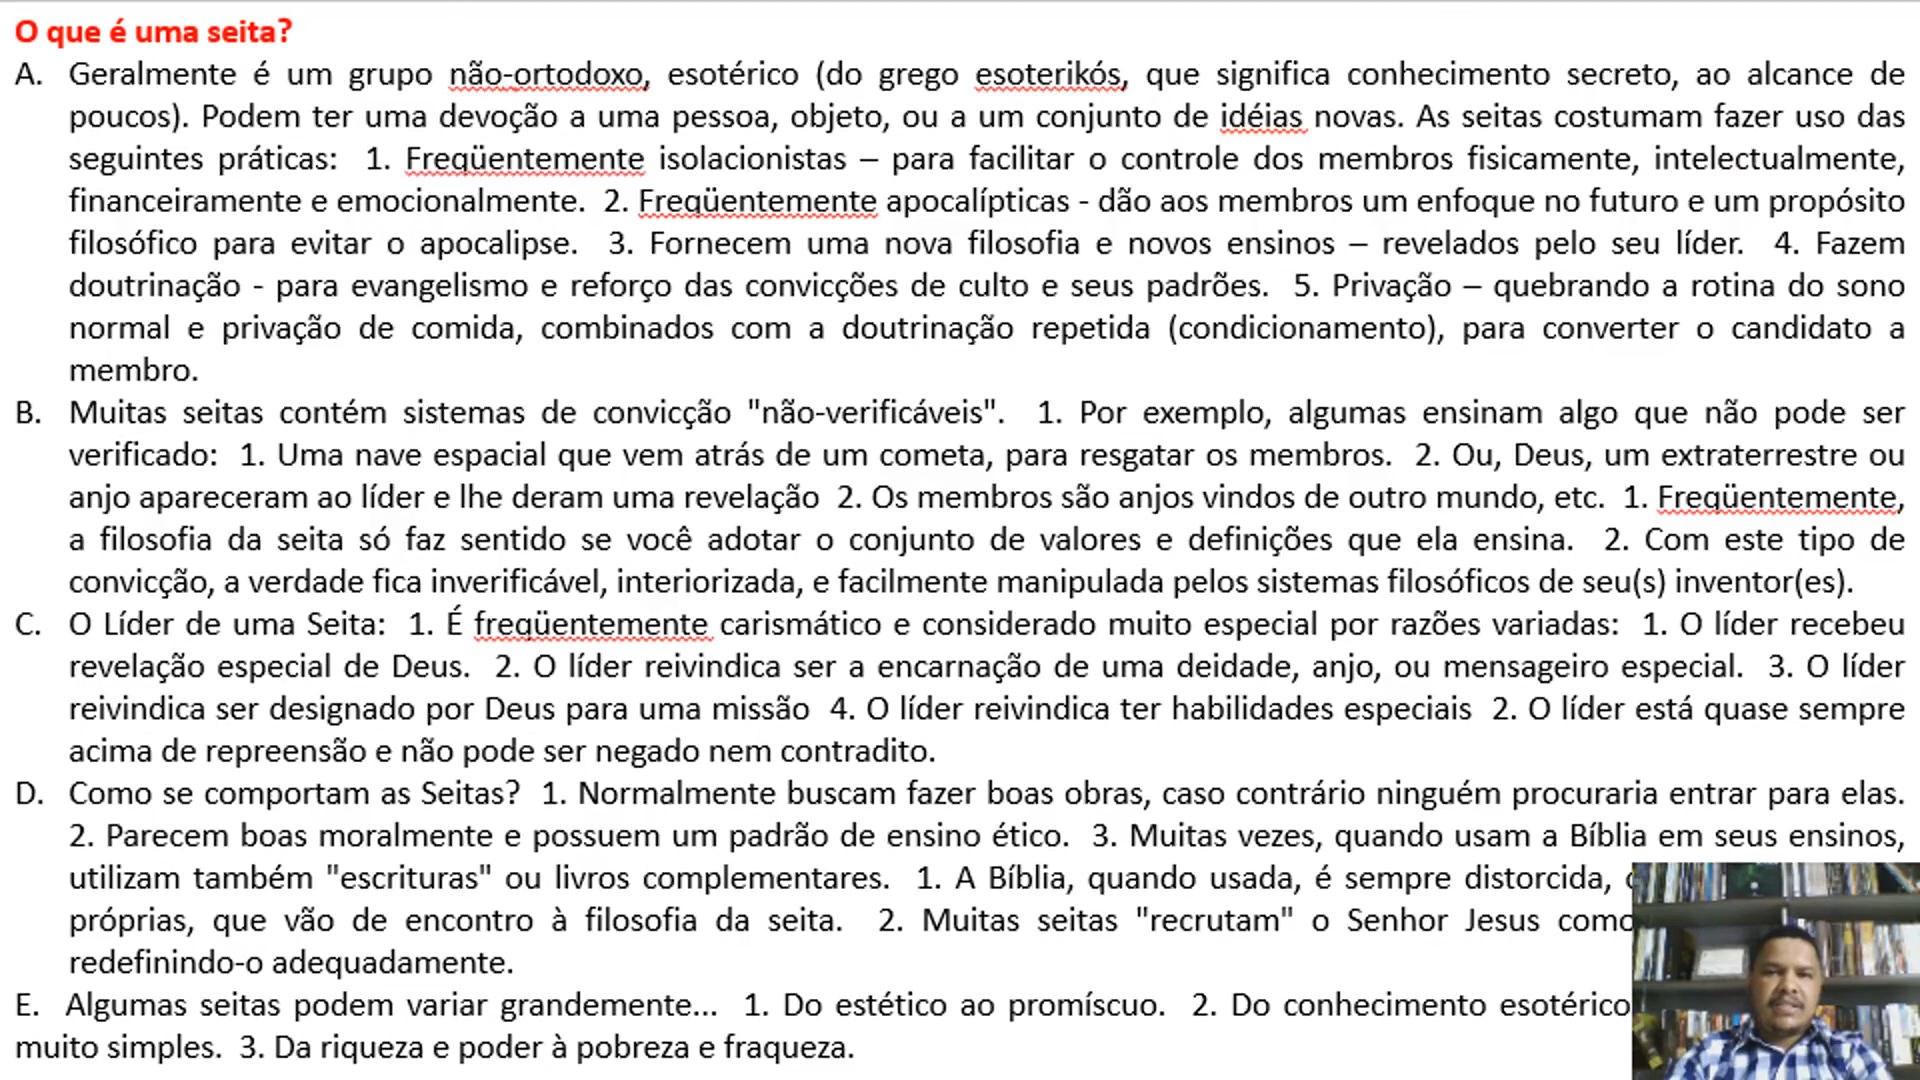 O que é uma seita?
A. Geralmente é um grupo não-ortodoxo, esotérico (do grego esoterikós, que significa conhecimento secreto, ao alcance de
poucos). Podem ter uma devoção a uma pessoa, objeto, ou a um conjunto de idéias novas. As seitas costumam fazer uso das
seguintes práticas: 1. Freqüentemente isolacionistas – para facilitar o controle dos membros fisicamente, intelectualmente,
financeiramente e emocionalmente. 2. Freqüentemente apocalípticas - dão aos membros um enfoque no futuro e um propósito
filosófico para evitar o apocalipse. 3. Fornecem uma nova filosofia e novos ensinos – revelados pelo seu líder. 4. Fazem
doutrinação - para evangelismo e reforço das convicções de culto e seus padrões. 5. Privação – quebrando a rotina do sono
normal e privação de comida, combinados com a doutrinação repetida (condicionamento), para converter o candidato a
membro.
B. Muitas seitas contém sistemas de convicção "não-verificáveis". 1. Por exemplo, algumas ensinam algo que não pode ser
verificado: 1. Uma nave espacial que vem atrás de um cometa, para resgatar os membros. 2. Ou, Deus, um extraterrestre ou
anjo apareceram ao líder e lhe deram uma revelação 2. Os membros são anjos vindos de outro mundo, etc. 1. Freqüentemente,
a filosofia da seita só faz sentido se você adotar o conjunto de valores e definições que ela ensina. 2. Com este tipo de
convicção, a verdade fica inverificável, interiorizada, e facilmente manipulada pelos sistemas filosóficos de seu(s) inventor(es).
C. O Líder de uma Seita: 1. É freqüentemente carismático e considerado muito especial por razões variadas: 1. O líder recebeu
revelação especial de Deus. 2. O líder reivindica ser a encarnação de uma deidade, anjo, ou mensageiro especial. 3. O líder
reivindica ser designado por Deus para uma missão 4. O líder reivindica ter habilidades especiais 2. O líder está quase sempre
acima de repreensão e não pode ser negado nem contradito.
D. Como se comportam as Seitas? 1. Normalmente buscam fazer boas obras, caso contrário ninguém procuraria entrar para elas.
2. Parecem boas moralmente e possuem um padrão de ensino ético. 3. Muitas vezes, quando usam a Bíblia em seus ensinos,
utilizam também "escrituras" ou livros complementares. 1. A Bíblia, quando usada, é sempre distorcida,
próprias, que vão de encontro à filosofia da seita. 2. Muitas seitas "recrutam" o Senhor Jesus como
redefinindo-o adequadamente.
E. Algumas seitas podem variar grandemente... 1. Do estético ao promíscuo. 2. Do conhecimento esotérico
muito simples. 3. Da riqueza e poder à pobreza e fraqueza.